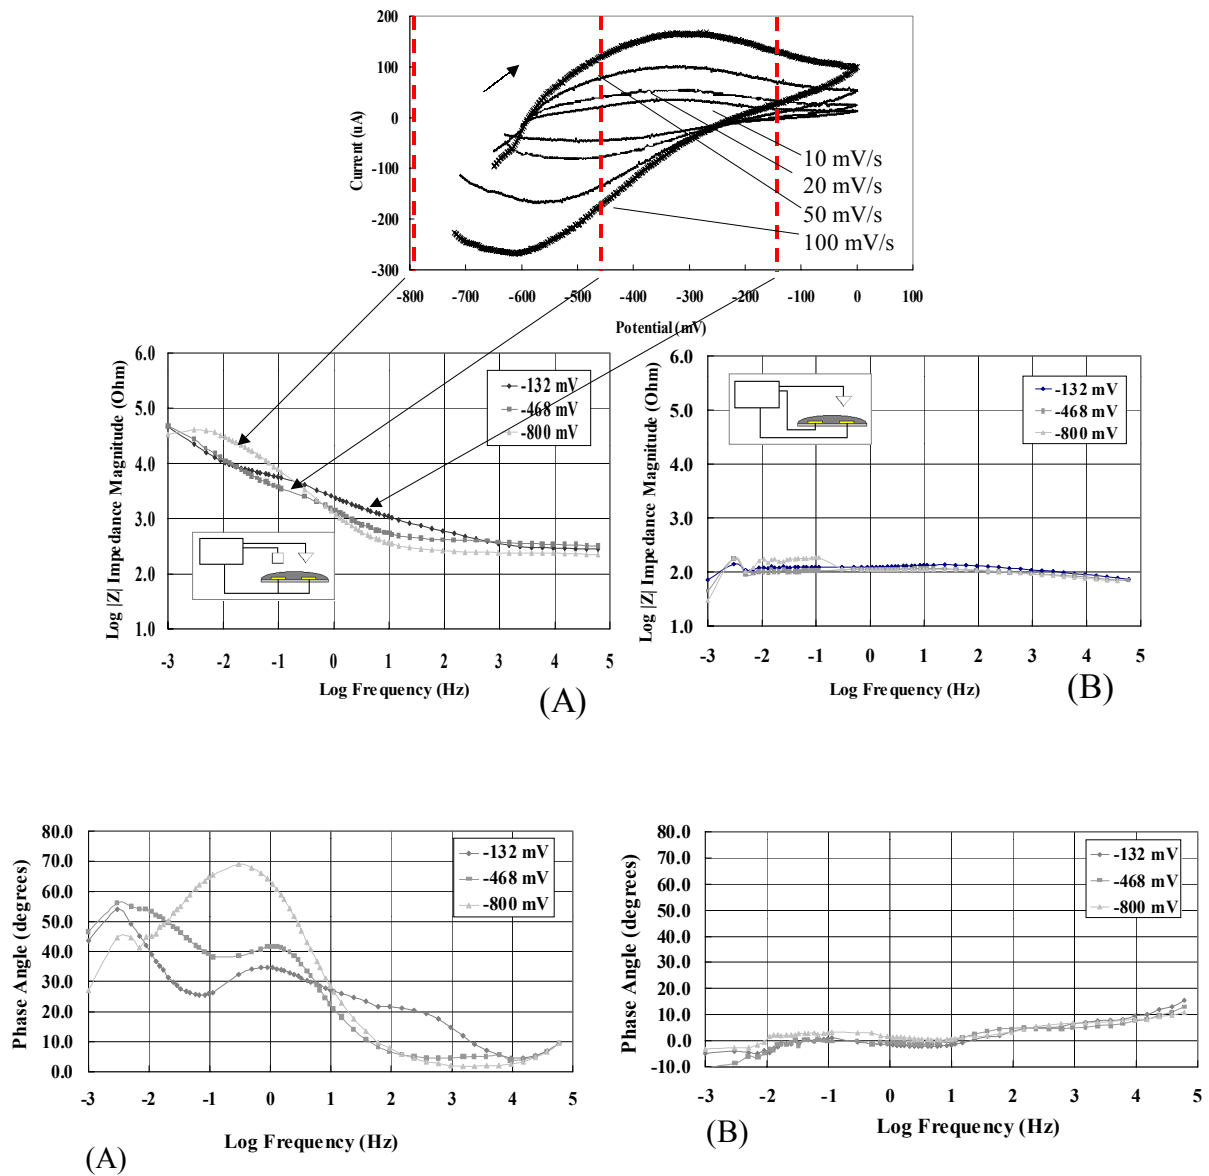 200
100
0
-100
-200
-300
Current (uA)
10 mV/s
20 mV/s
50 mV/s
100 mV/s
-800 -700 -600 -500 -400 -300 -200 -100 0 100
Potential (mV)
6.0
5.0
4.0
3.0
2.0
1.0
Log |Z| Impedance Magnitude (Ohm)
-132 mV
-468 mV
-800 mV
-3 -2 -1 0 1 2 3 4 5
Log Frequency (Hz)
(A)
6.0
5.0
4.0
3.0
2.0
1.0
Log |Z| Impedance Magnitude (Ohm)
-132 mV
-468 mV
-800 mV
-3 -2 -1 0 1 2 3 4 5
Log Frequency (Hz)
(B)
80.0
70.0
60.0
50.0
40.0
30.0
20.0
10.0
0.0
Phase Angle (degrees)
-132 mV
-468 mV
-800 mV
-3 -2 -1 0 1 2 3 4 5
Log Frequency (Hz)
(A)
80.0
70.0
60.0
50.0
40.0
30.0
20.0
10.0
0.0
-10.0
Phase Angle (degrees)
-132 mV
-468 mV
-800 mV
-3 -2 -1 0 1 2 3 4 5
Log Frequency (Hz)
(B)